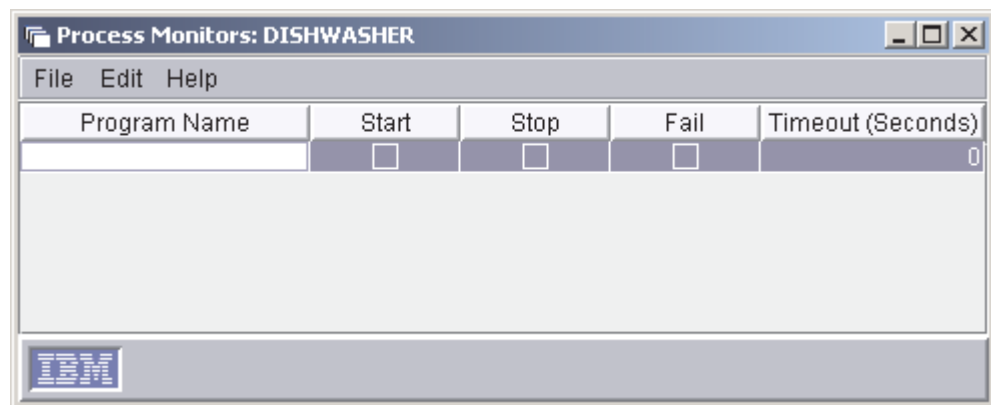 Process Monitors: DISHWASHER
File Edit Help
Program Name Start Stop Fail Timeout (Seconds)
0
IBM